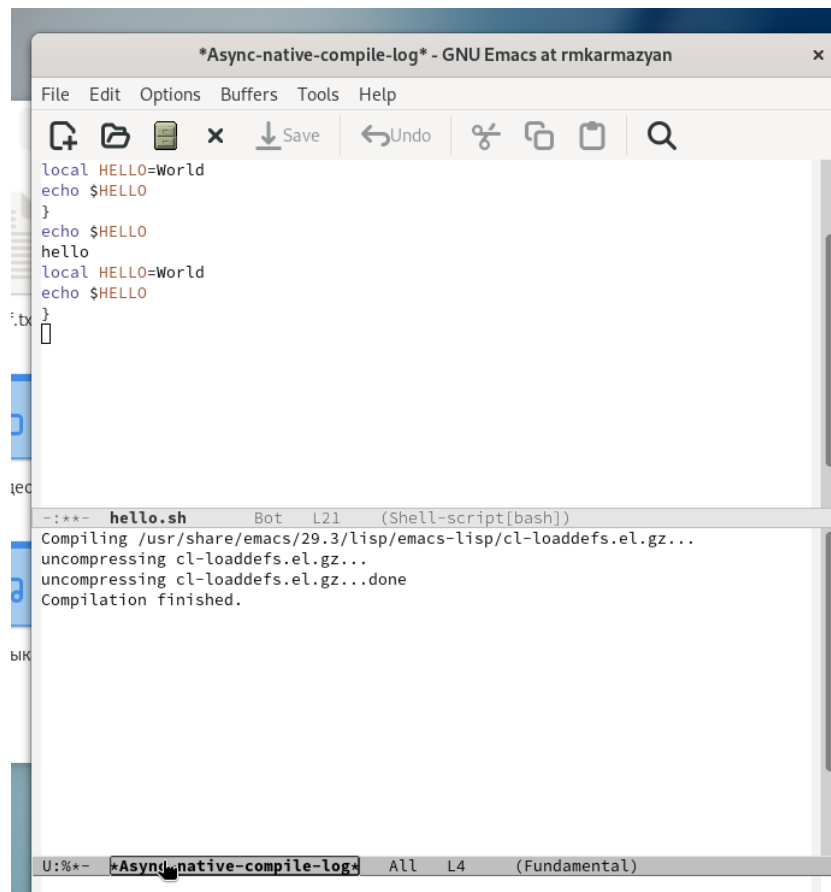 *Async-native-compile-log* - GNU Emacs at rmkarmazyan
File Edit Options Buffers Tools Help
Save Undo
local HELLO=World
echo $HELLO
}
echo $HELLO
hello
local HELLO=World
echo $HELLO
}
-:**- hello.sh Bot L21 (Shell-script[bash])
Compiling /usr/share/emacs/29.3/lisp/emacs-lisp/cl-loaddefs.el.gz...
uncompressing cl-loaddefs.el.gz...
uncompressing cl-loaddefs.el.gz...done
Compilation finished.
U:%*- *Async-native-compile-log* All L4 (Fundamental)